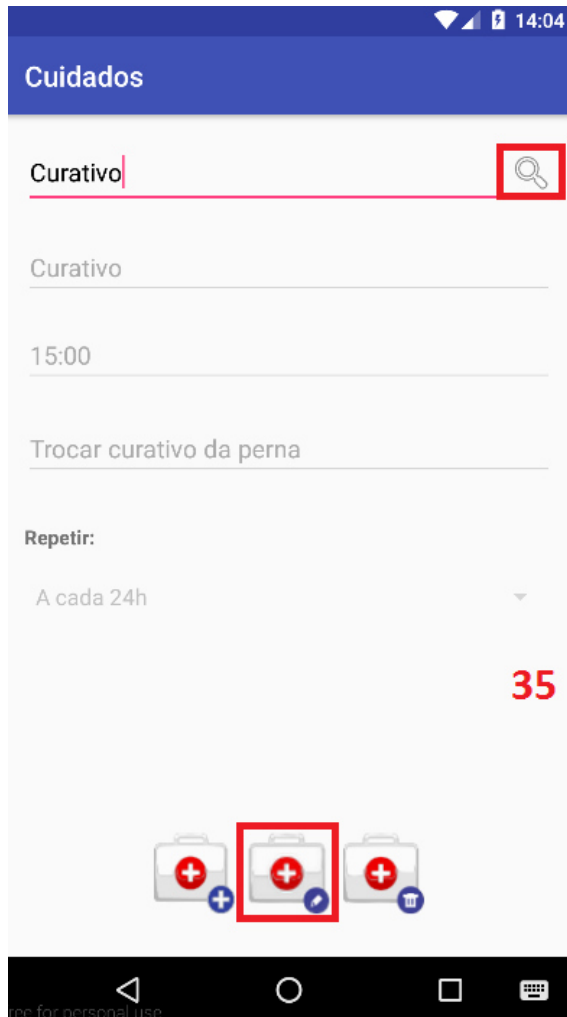 14:04
Cuidados
Curativo
Curativo
15:00
Trocar curativo da perna
Repetir:
A cada 24h
35
ree for personal use